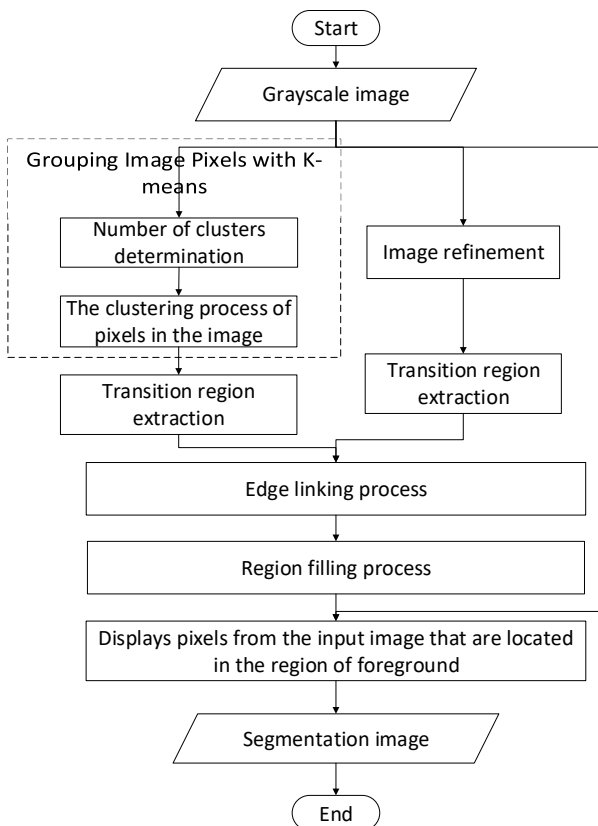 Start
Grayscale image
Grouping Image Pixels with K-
means
Number of clusters
determination
The clustering process of
pixels in the image
Transition region
extraction
Image refinement
Transition region
extraction
Edge linking process
Region filling process
Displays pixels from the input image that are located
in the region of foreground
Segmentation image
End